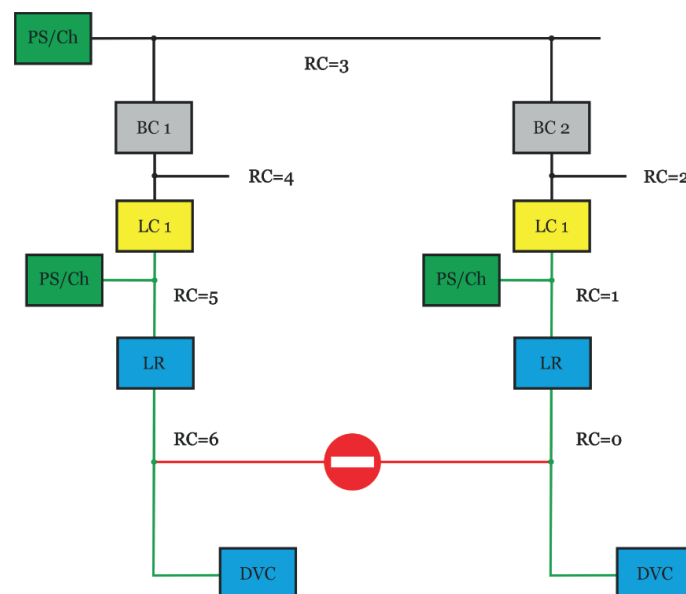 PS/Ch
RC=3
BC 1
BC 2
RC=4
RC=2
LC 1
LC 1
PS/Ch
PS/Ch
RC=5
RC=1
LR
LR
RC=6
RC=0
DVC
DVC